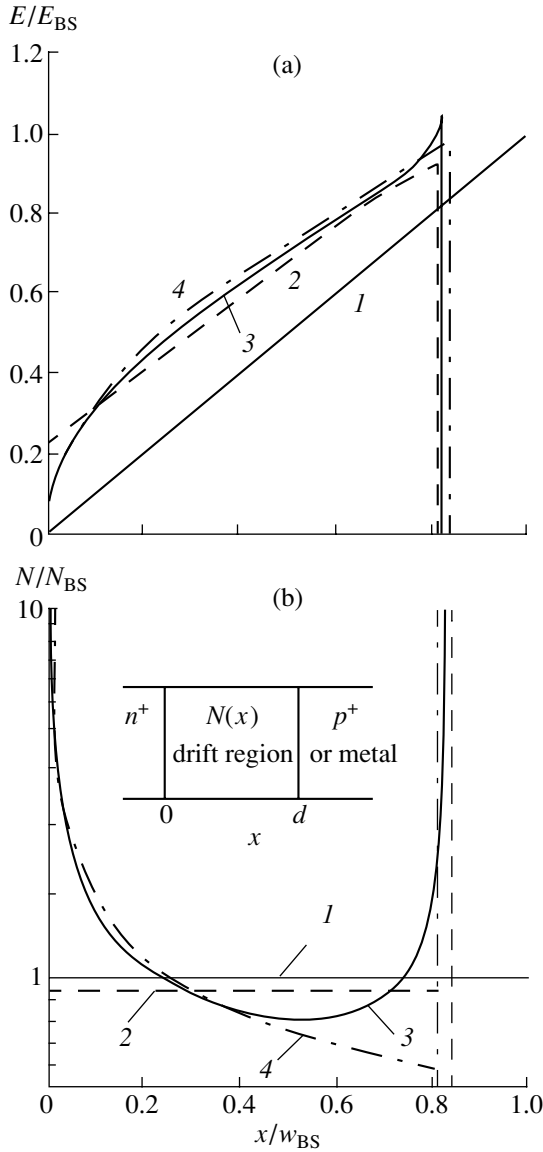 E/E_BS
(a)
1.2
1.0
0.8
0.6
0.4
0.2
0
4
3
2
1
N/N_BS
(b)
10
n⁺ N(x) p⁺
drift region or metal
0 d
x
1
1
2
3
4
0 0.2 0.4 0.6 0.8 1.0
x/w_BS